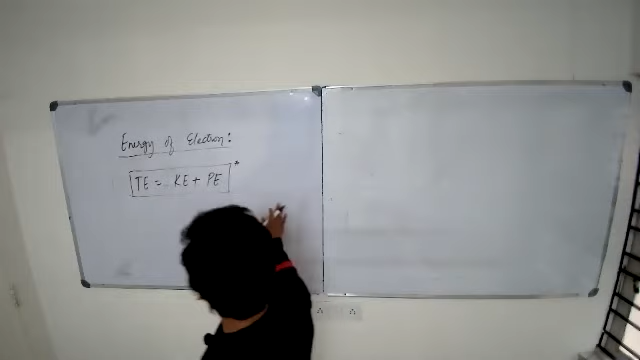 Energy of Electron:
TE = KE + PE *